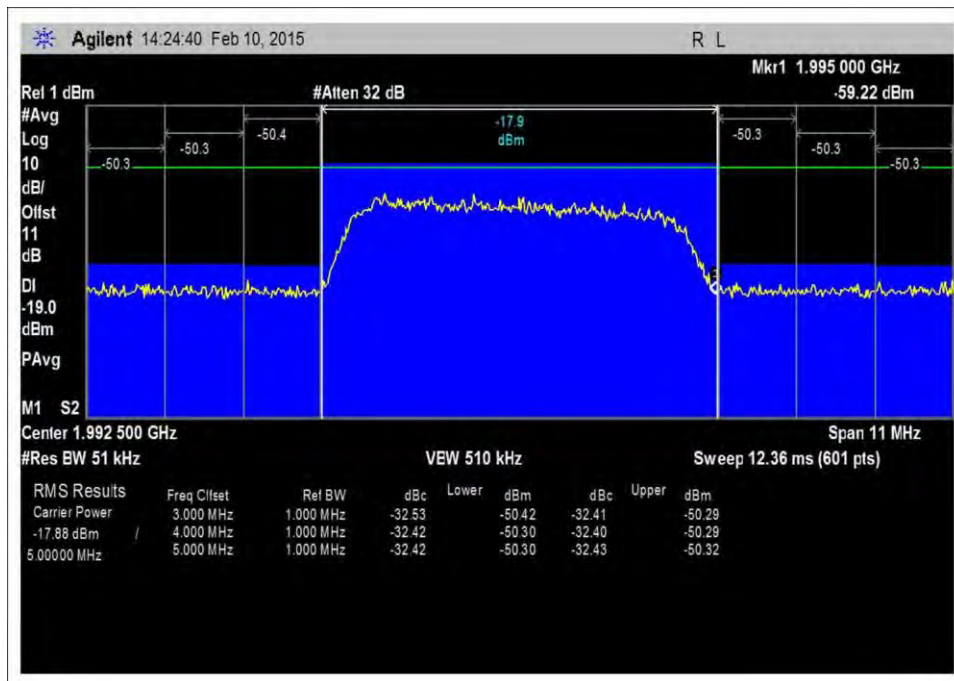 Agilent 14:24:40 Feb 10, 2015 R L
Mkr1 1.995 000 GHz
Rel 1 dBm #Atten 32 dB -59.22 dBm
#Avg
Log
10
dB/
Offst
11
dB
DI
-19.0
dBm
PAvg
M1 S2
-17.9
dBm
-50.3 -50.3 -50.4 -50.3 -50.3 -50.3
Center 1.992 500 GHz Span 11 MHz
#Res BW 51 kHz VEW 510 kHz Sweep 12.36 ms (601 pts)
RMS Results Freq Clfset Rel BW dBc Lower dBm dBc Upper dBm
Carrier Power 3.000 MHz 1.000 MHz -32.53 -50.42 -32.41 -50.29
-17.88 dBm / 4.000 MHz 1.000 MHz -32.42 -50.30 -32.40 -50.29
5.00000 MHz 5.000 MHz 1.000 MHz -32.42 -50.30 -32.43 -50.32